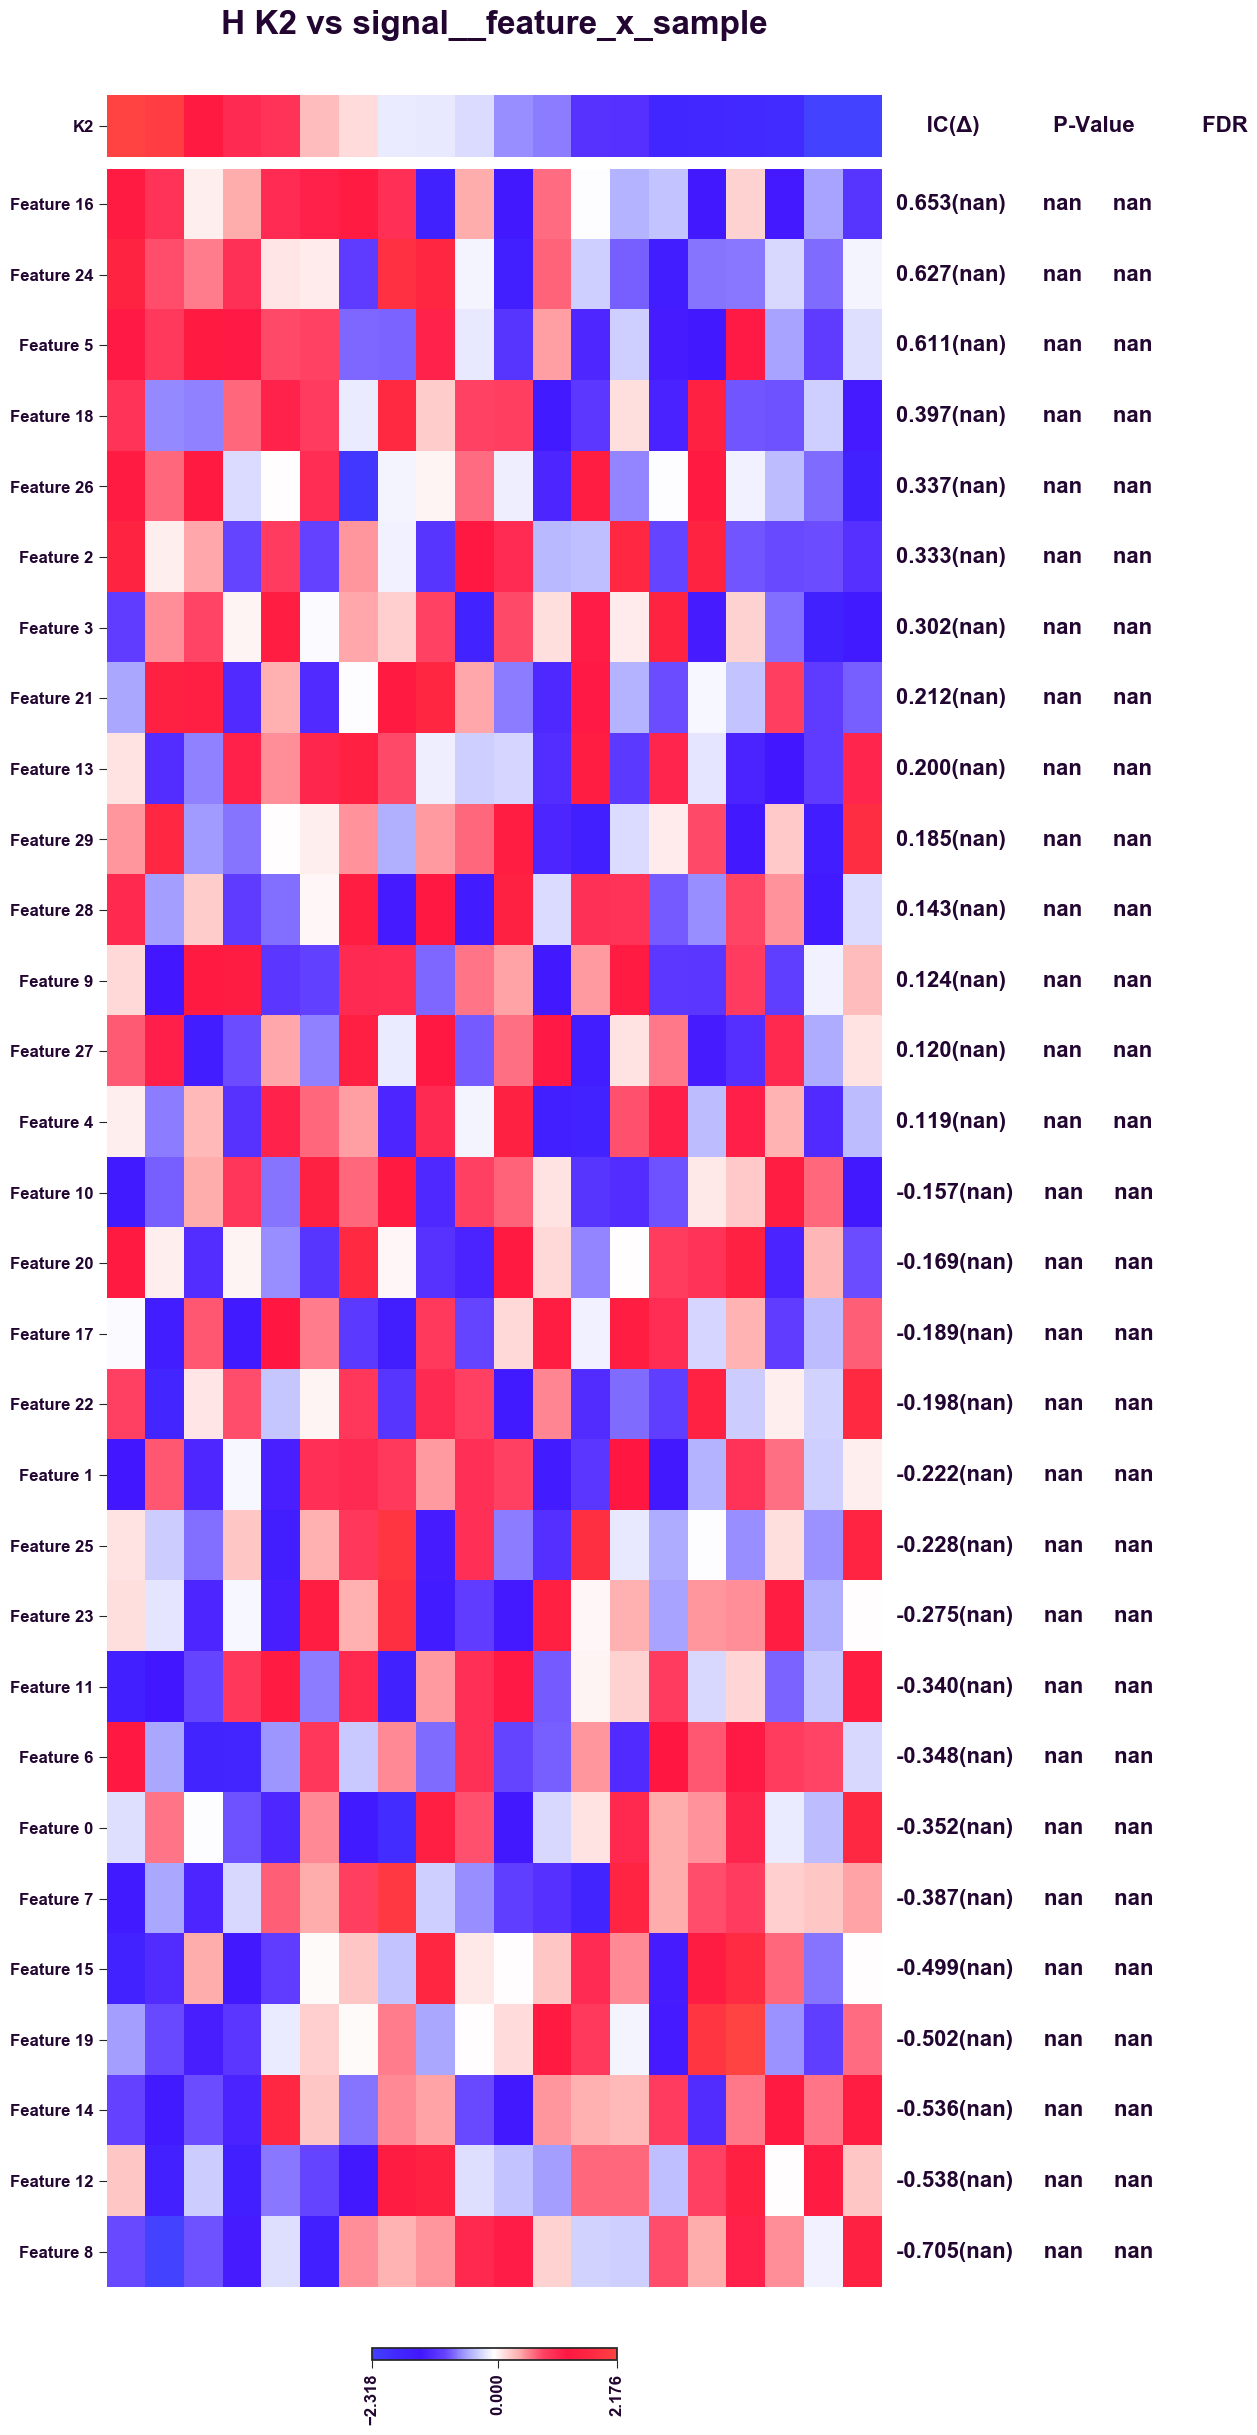 H K2 vs signal__feature_x_sample
K2 IC(Δ) P-Value FDR
Feature 16 0.653(nan) nan nan
Feature 24 0.627(nan) nan nan
Feature 5 0.611(nan) nan nan
Feature 18 0.397(nan) nan nan
Feature 26 0.337(nan) nan nan
Feature 2 0.333(nan) nan nan
Feature 3 0.302(nan) nan nan
Feature 21 0.212(nan) nan nan
Feature 13 0.200(nan) nan nan
Feature 29 0.185(nan) nan nan
Feature 28 0.143(nan) nan nan
Feature 9 0.124(nan) nan nan
Feature 27 0.120(nan) nan nan
Feature 4 0.119(nan) nan nan
Feature 10 -0.157(nan) nan nan
Feature 20 -0.169(nan) nan nan
Feature 17 -0.189(nan) nan nan
Feature 22 -0.198(nan) nan nan
Feature 1 -0.222(nan) nan nan
Feature 25 -0.228(nan) nan nan
Feature 23 -0.275(nan) nan nan
Feature 11 -0.340(nan) nan nan
Feature 6 -0.348(nan) nan nan
Feature 0 -0.352(nan) nan nan
Feature 7 -0.387(nan) nan nan
Feature 15 -0.499(nan) nan nan
Feature 19 -0.502(nan) nan nan
Feature 14 -0.536(nan) nan nan
Feature 12 -0.538(nan) nan nan
Feature 8 -0.705(nan) nan nan
−2.318
0.000
2.176